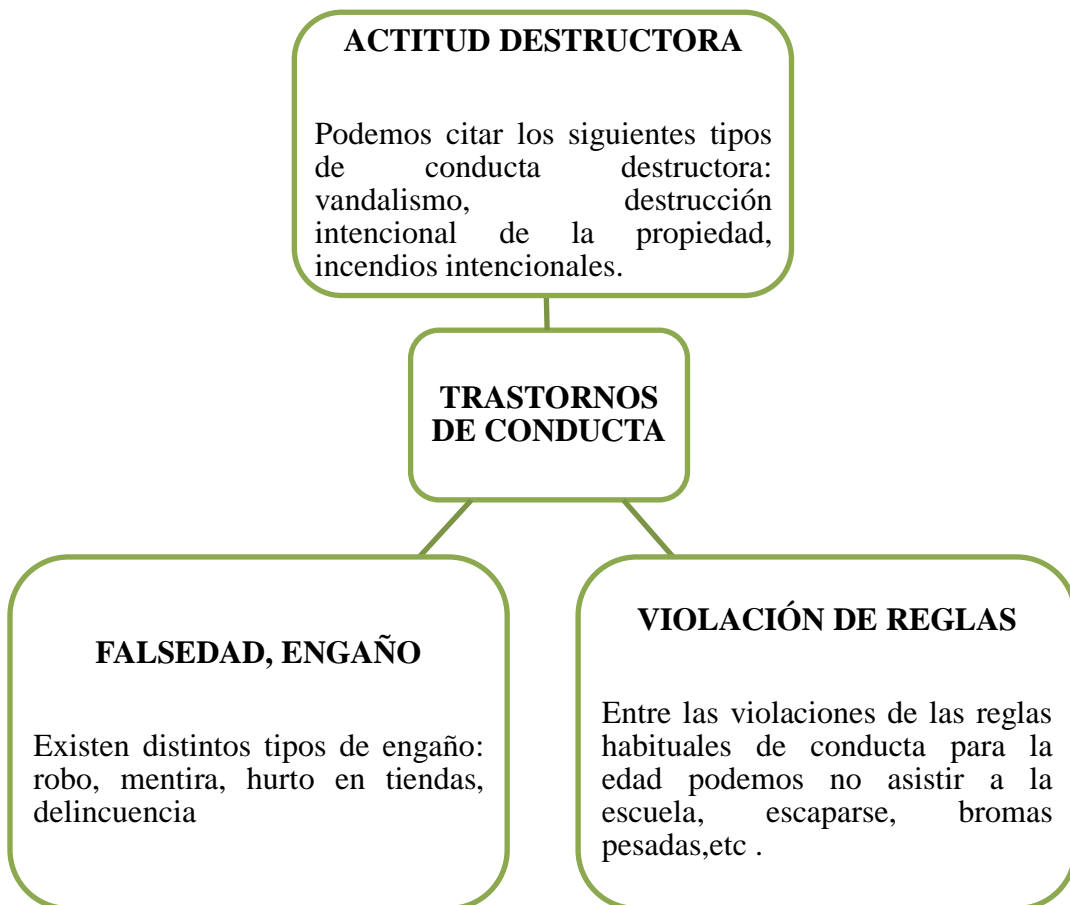 ACTITUD DESTRUCTORA
Podemos citar los siguientes tipos
de conducta destructora:
vandalismo, destrucción
intencional de la propiedad,
incendios intencionales.
TRASTORNOS
DE CONDUCTA
FALSEDAD, ENGAÑO
Existen distintos tipos de engaño:
robo, mentira, hurto en tiendas,
delincuencia
VIOLACIÓN DE REGLAS
Entre las violaciones de las reglas
habituales de conducta para la
edad podemos no asistir a la
escuela, escaparse, bromas
pesadas,etc .